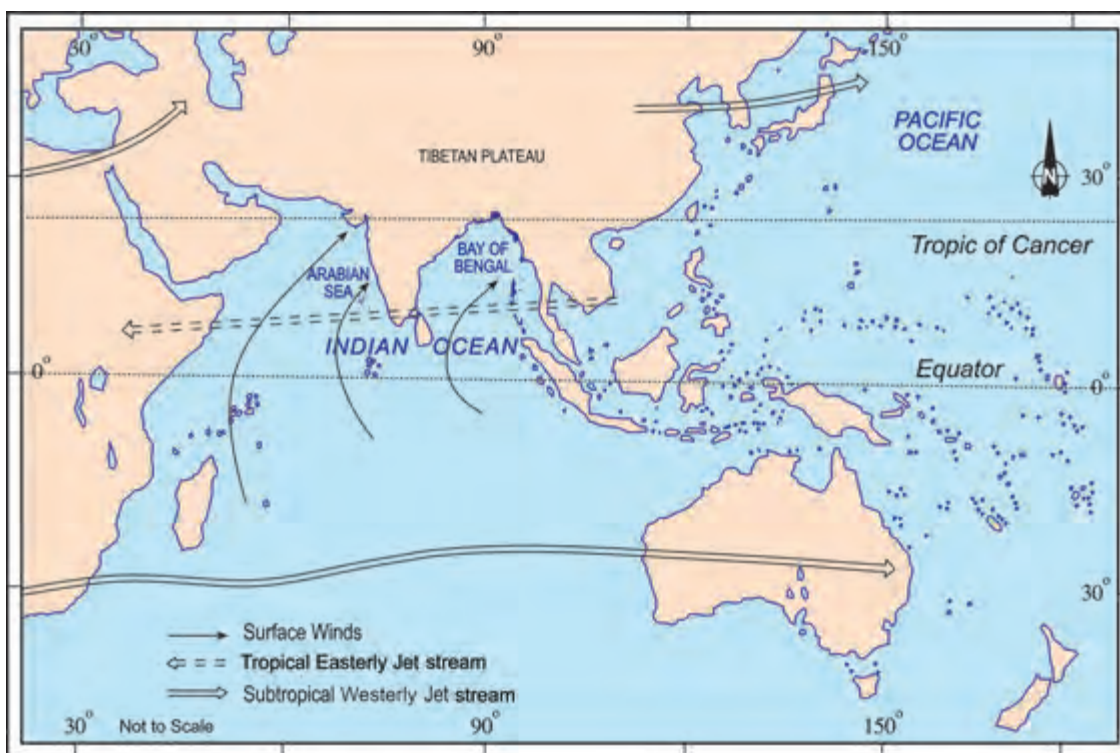 30° 90° 150°
TIBETAN PLATEAU
PACIFIC
OCEAN
N
30°
Tropic of Cancer
ARABIAN
SEA
BAY OF
BENGAL
INDIAN OCEAN
0° Equator 0°
30°
Surface Winds
Tropical Easterly Jet stream
Subtropical Westerly Jet stream
30° Not to Scale 90° 150°